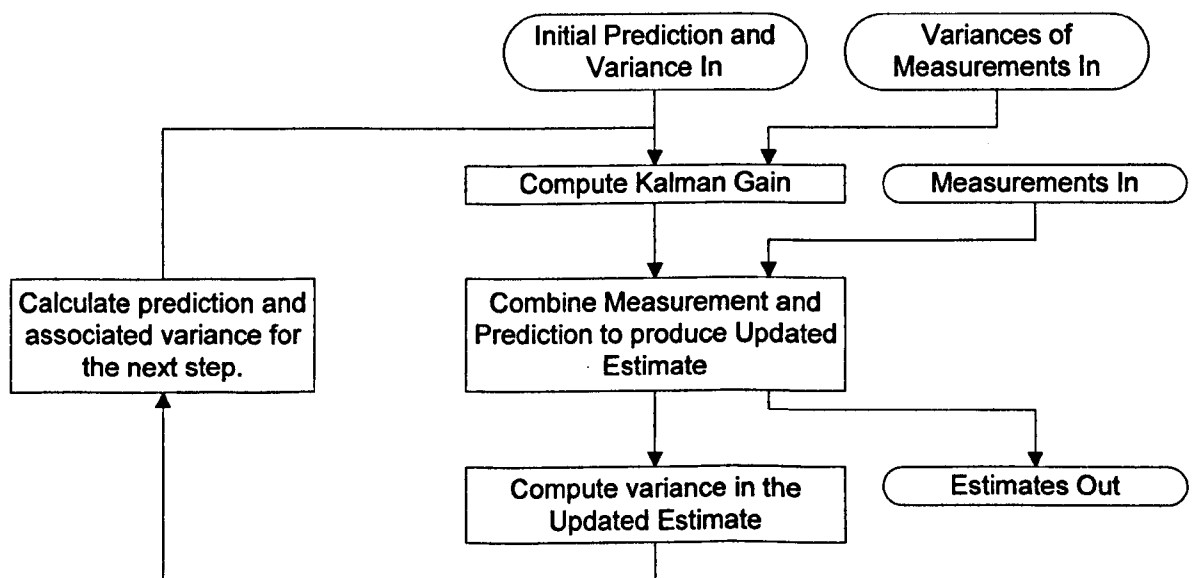 Initial Prediction and
Variance In
Variances of
Measurements In
Compute Kalman Gain
Measurements In
Calculate prediction and
associated variance for
the next step.
Combine Measurement and
Prediction to produce Updated
Estimate
Compute variance in the
Updated Estimate
Estimates Out